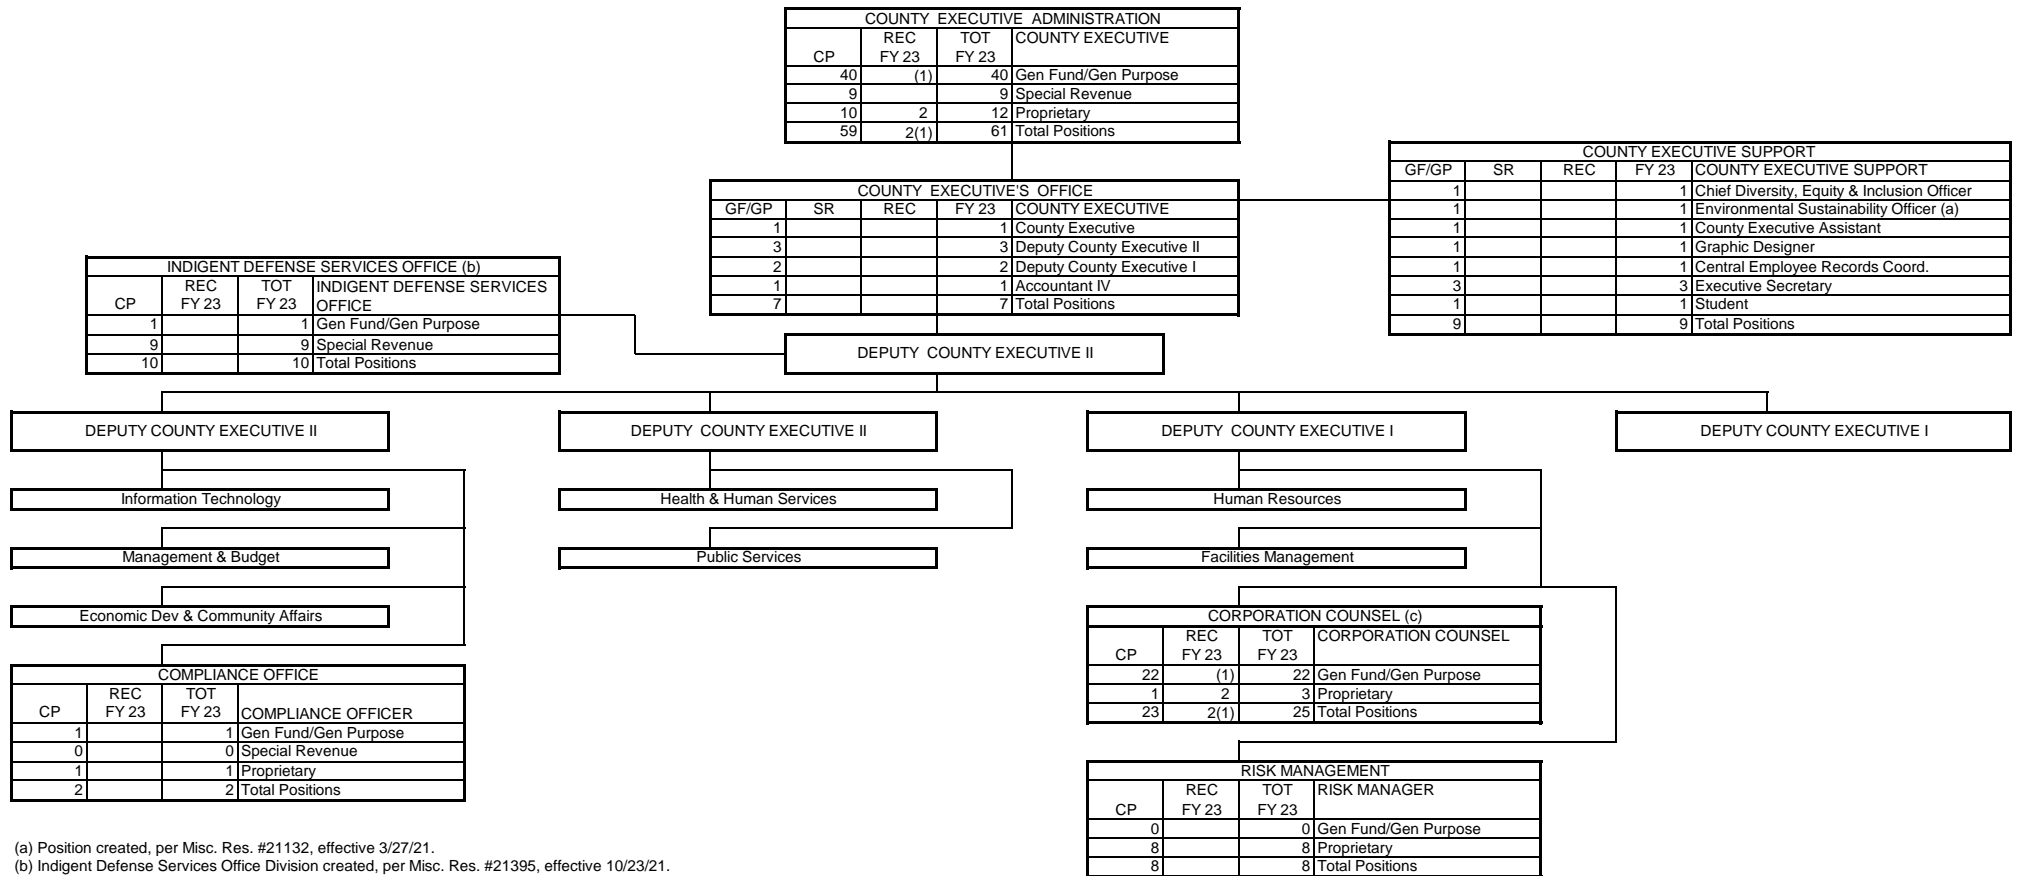 COUNTY EXECUTIVE ADMINISTRATION
REC TOT COUNTY EXECUTIVE
CP FY 23 FY 23
40 (1) 40 Gen Fund/Gen Purpose
9 9 Special Revenue
10 2 12 Proprietary
59 2(1) 61 Total Positions
COUNTY EXECUTIVE SUPPORT
GF/GP SR REC FY 23 COUNTY EXECUTIVE SUPPORT
1 1 Chief Diversity, Equity & Inclusion Officer
1 1 Environmental Sustainability Officer (a)
1 1 County Executive Assistant
1 1 Graphic Designer
1 1 Central Employee Records Coord.
3 3 Executive Secretary
1 1 Student
9 9 Total Positions
COUNTY EXECUTIVE'S OFFICE
GF/GP SR REC FY 23 COUNTY EXECUTIVE
1 1 County Executive
3 3 Deputy County Executive II
2 2 Deputy County Executive I
1 1 Accountant IV
7 7 Total Positions
INDIGENT DEFENSE SERVICES OFFICE (b)
REC TOT INDIGENT DEFENSE SERVICES
CP FY 23 FY 23 OFFICE
1 1 Gen Fund/Gen Purpose
9 9 Special Revenue
10 10 Total Positions
DEPUTY COUNTY EXECUTIVE II
DEPUTY COUNTY EXECUTIVE II
DEPUTY COUNTY EXECUTIVE II
DEPUTY COUNTY EXECUTIVE I
DEPUTY COUNTY EXECUTIVE I
Information Technology
Health & Human Services
Human Resources
Management & Budget
Public Services
Facilities Management
Economic Dev & Community Affairs
CORPORATION COUNSEL (c)
REC TOT CORPORATION COUNSEL
CP FY 23 FY 23
22 (1) 22 Gen Fund/Gen Purpose
1 2 3 Proprietary
23 2(1) 25 Total Positions
COMPLIANCE OFFICE
REC TOT
CP FY 23 FY 23 COMPLIANCE OFFICER
1 1 Gen Fund/Gen Purpose
0 0 Special Revenue
1 1 Proprietary
2 2 Total Positions
RISK MANAGEMENT
REC TOT RISK MANAGER
CP FY 23 FY 23
0 0 Gen Fund/Gen Purpose
8 8 Proprietary
8 8 Total Positions
(a) Position created, per Misc. Res. #21132, effective 3/27/21.
(b) Indigent Defense Services Office Division created, per Misc. Res. #21395, effective 10/23/21.